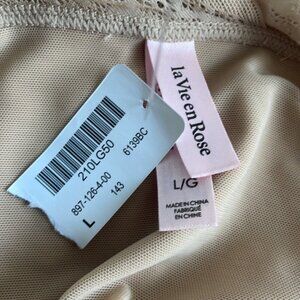 210LG50
6139BC
897-126-4-00
143
L
la Vie en Rose
L/G
MADE IN CHINA
FABRIQUÉ
EN CHINE